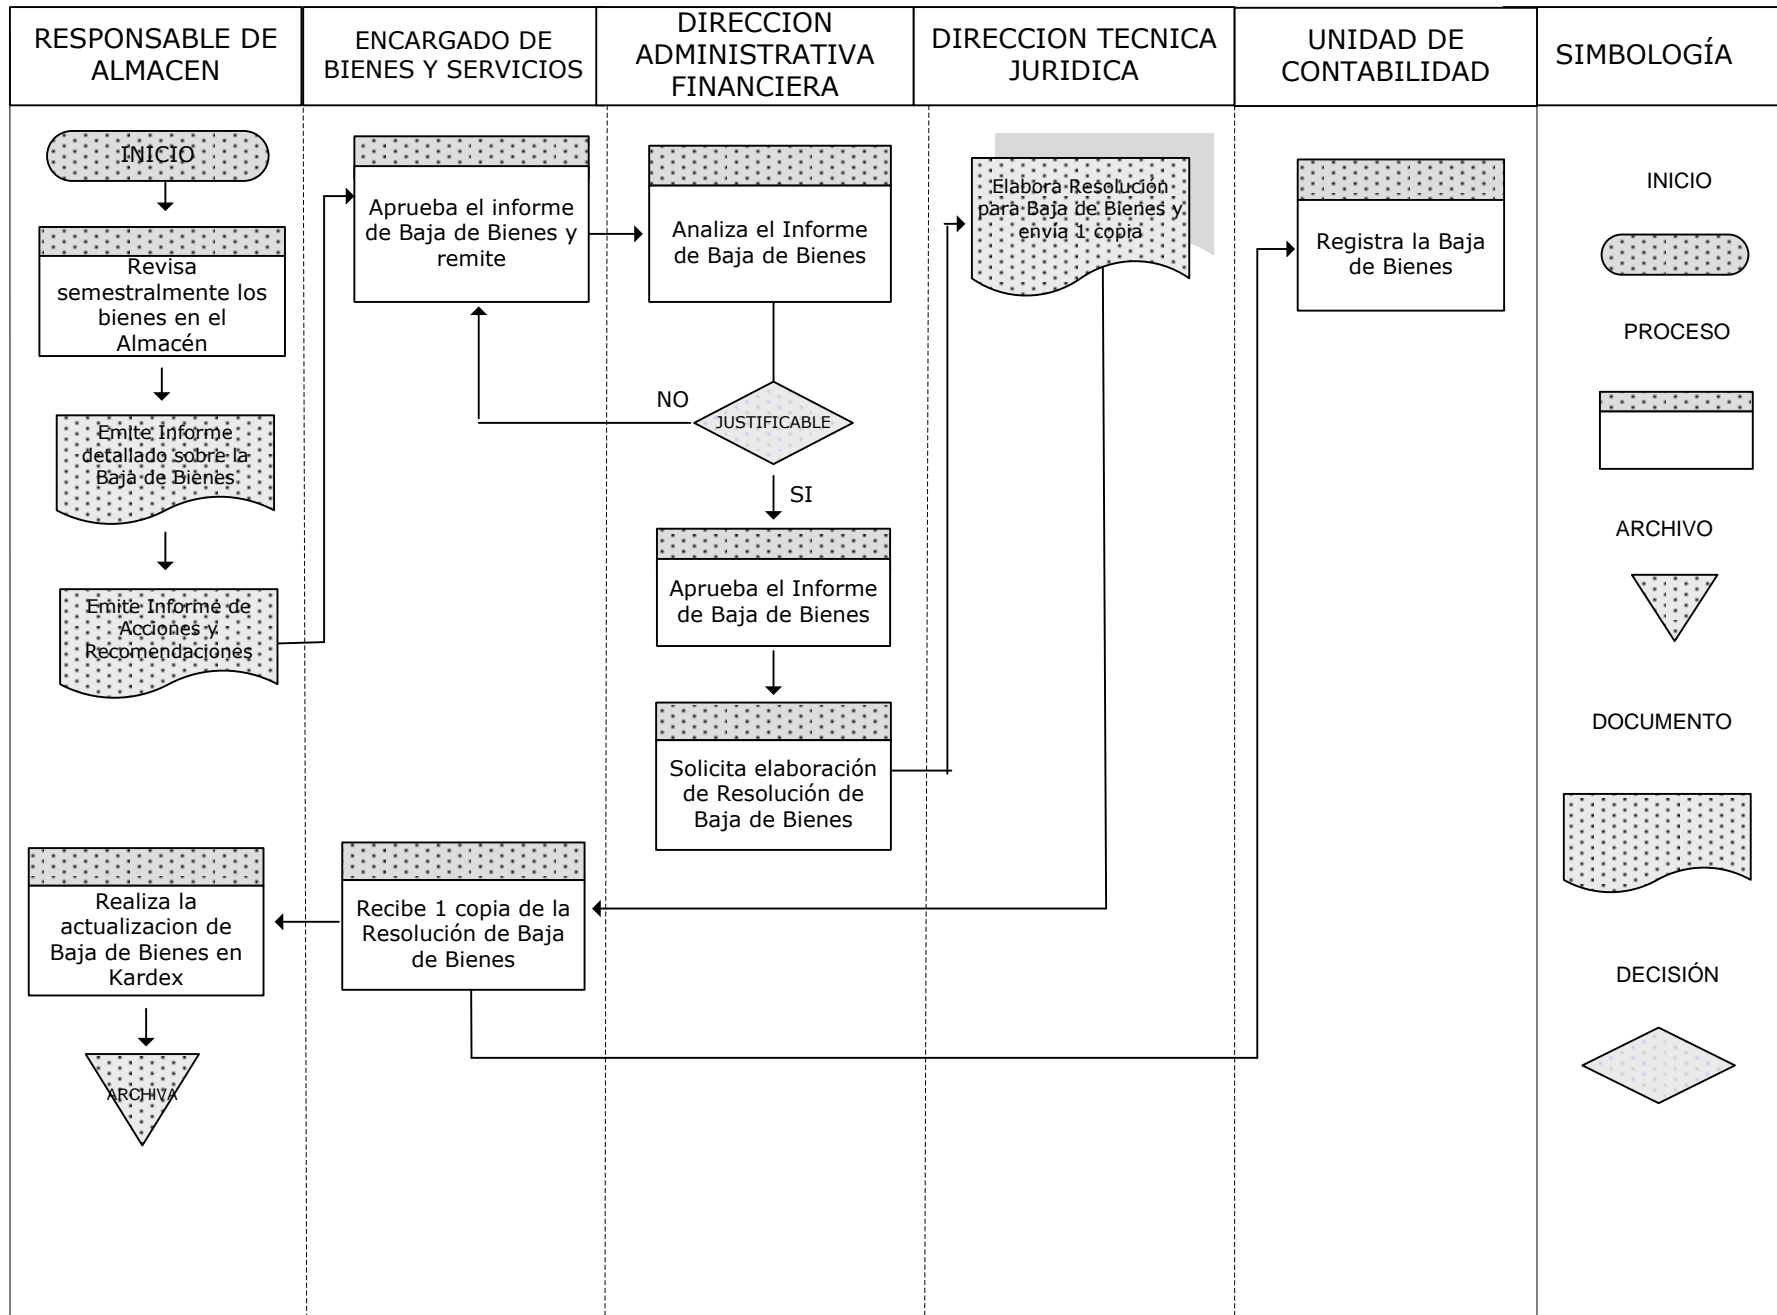 RESPONSABLE DE
ALMACEN
ENCARGADO DE
BIENES Y SERVICIOS
DIRECCION
ADMINISTRATIVA
FINANCIERA
DIRECCION TECNICA
JURIDICA
UNIDAD DE
CONTABILIDAD
SIMBOLOGÍA
INICIO
Revisa
semestralmente los
bienes en el
Almacén
Emite Informe
detallado sobre la
Baja de Bienes
Emite Informe de
Acciones y
Recomendaciones
Aprueba el informe
de Baja de Bienes y
remite
Analiza el Informe
de Baja de Bienes
NO
JUSTIFICABLE
SI
Aprueba el Informe
de Baja de Bienes
Solicita elaboración
de Resolución de
Baja de Bienes
Elabora Resolución
para Baja de Bienes y
envía 1 copia
Recibe 1 copia de la
Resolución de Baja
de Bienes
Realiza la
actualizacion de
Baja de Bienes en
Kardex
ARCHIVA
Registra la Baja
de Bienes
INICIO
PROCESO
ARCHIVO
DOCUMENTO
DECISIÓN